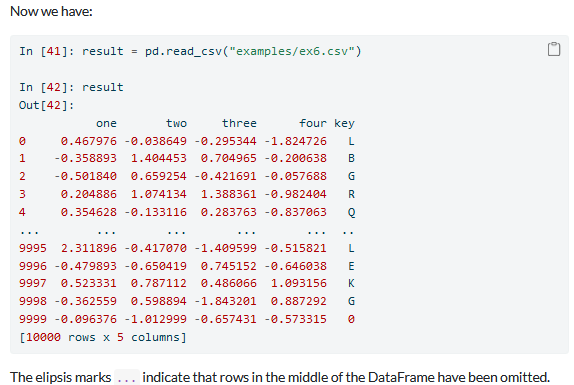 Now we have:
In [41]: result = pd.read_csv("examples/ex6.csv")
In [42]: result
Out[42]:
one two three four key
0 0.467976 -0.038649 -0.295344 -1.824726 L
1 -0.358893 1.404453 0.704965 -0.200638 B
2 -0.501840 0.659254 -0.421691 -0.057688 G
3 0.204886 1.074134 1.388361 -0.982404 R
4 0.354628 -0.133116 0.283763 -0.837063 Q
... ... ... ... ... ..
9995 2.311896 -0.417070 -1.409599 -0.515821 L
9996 -0.479893 -0.650419 0.745152 -0.646038 E
9997 0.523331 0.787112 0.486066 1.093156 K
9998 -0.362559 0.598894 -1.843201 0.887292 G
9999 -0.096376 -1.012999 -0.657431 -0.573315 0
[10000 rows x 5 columns]
The elipsis marks ... indicate that rows in the middle of the DataFrame have been omitted.